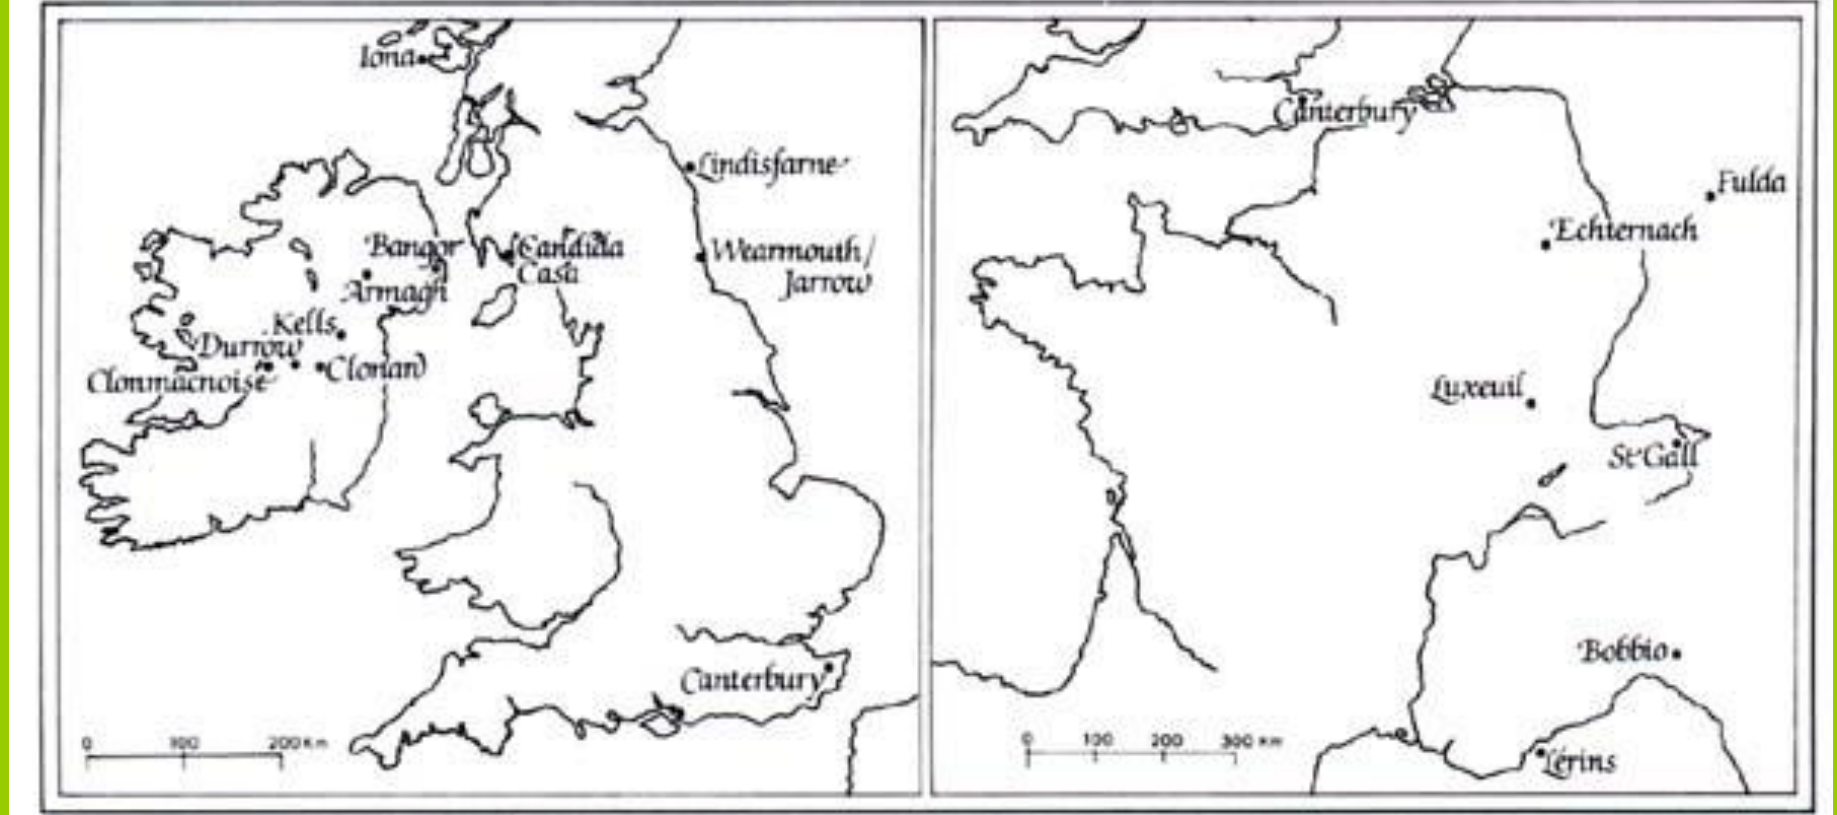 Iona
Lindisfarne
Bangor
Candida
Casa
Wearmouth/
Jarrow
Armagh
Kells
Durrow
Clonard
Clonmacnoise
Canterbury
0 100 200 Km
Canterbury
Fulda
Echternach
Luxeuil
St Gall
Bobbio
Lérins
0 100 200 300 Km